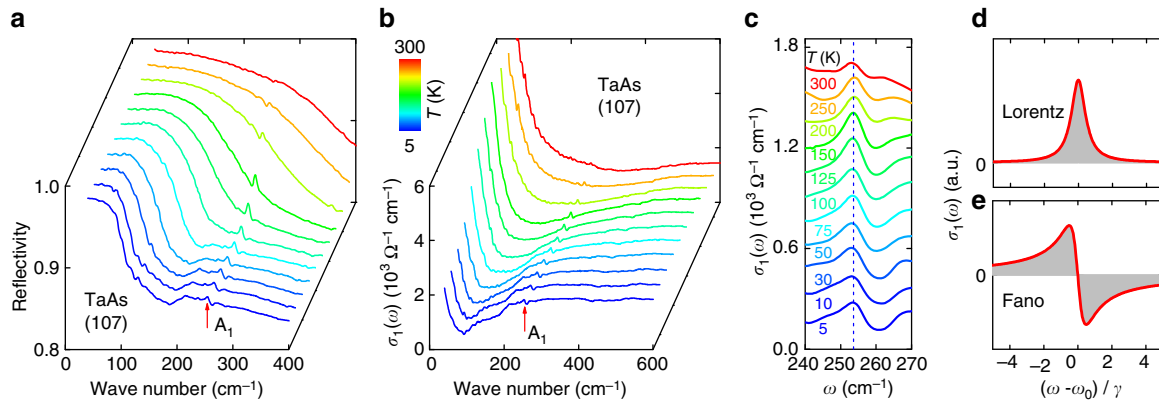 a
1.0
0.9
0.8
Reflectivity
TaAs
(107)
A1
0 100 200 300 400
Wave number (cm–1)
b
300
T (K)
5
TaAs
(107)
6
4
2
0
σ1(ω) (10³ Ω–1 cm–1)
A1
0 200 400 600
Wave number (cm–1)
c
1.8
1.2
0.6
0.0
σ1(ω) (10³ Ω–1 cm–1)
T (K)
300
250
200
150
125
100
75
50
30
10
5
240 250 260 270
ω (cm–1)
d
Lorentz
0
σ1(ω) (a.u.)
e
0
Fano
-4 -2 0 2 4
(ω -ω0) / γ